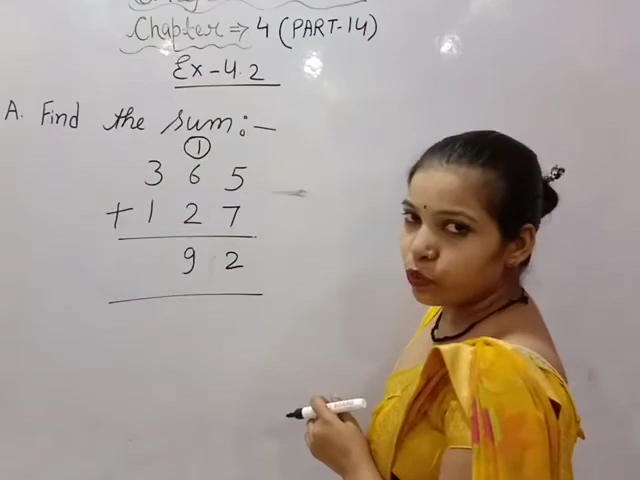 Chapter ⇒ 4 (PART-14)
Ex-4.2
A. Find the sum:-
1
3 6 5
+ 1 2 7
9 2